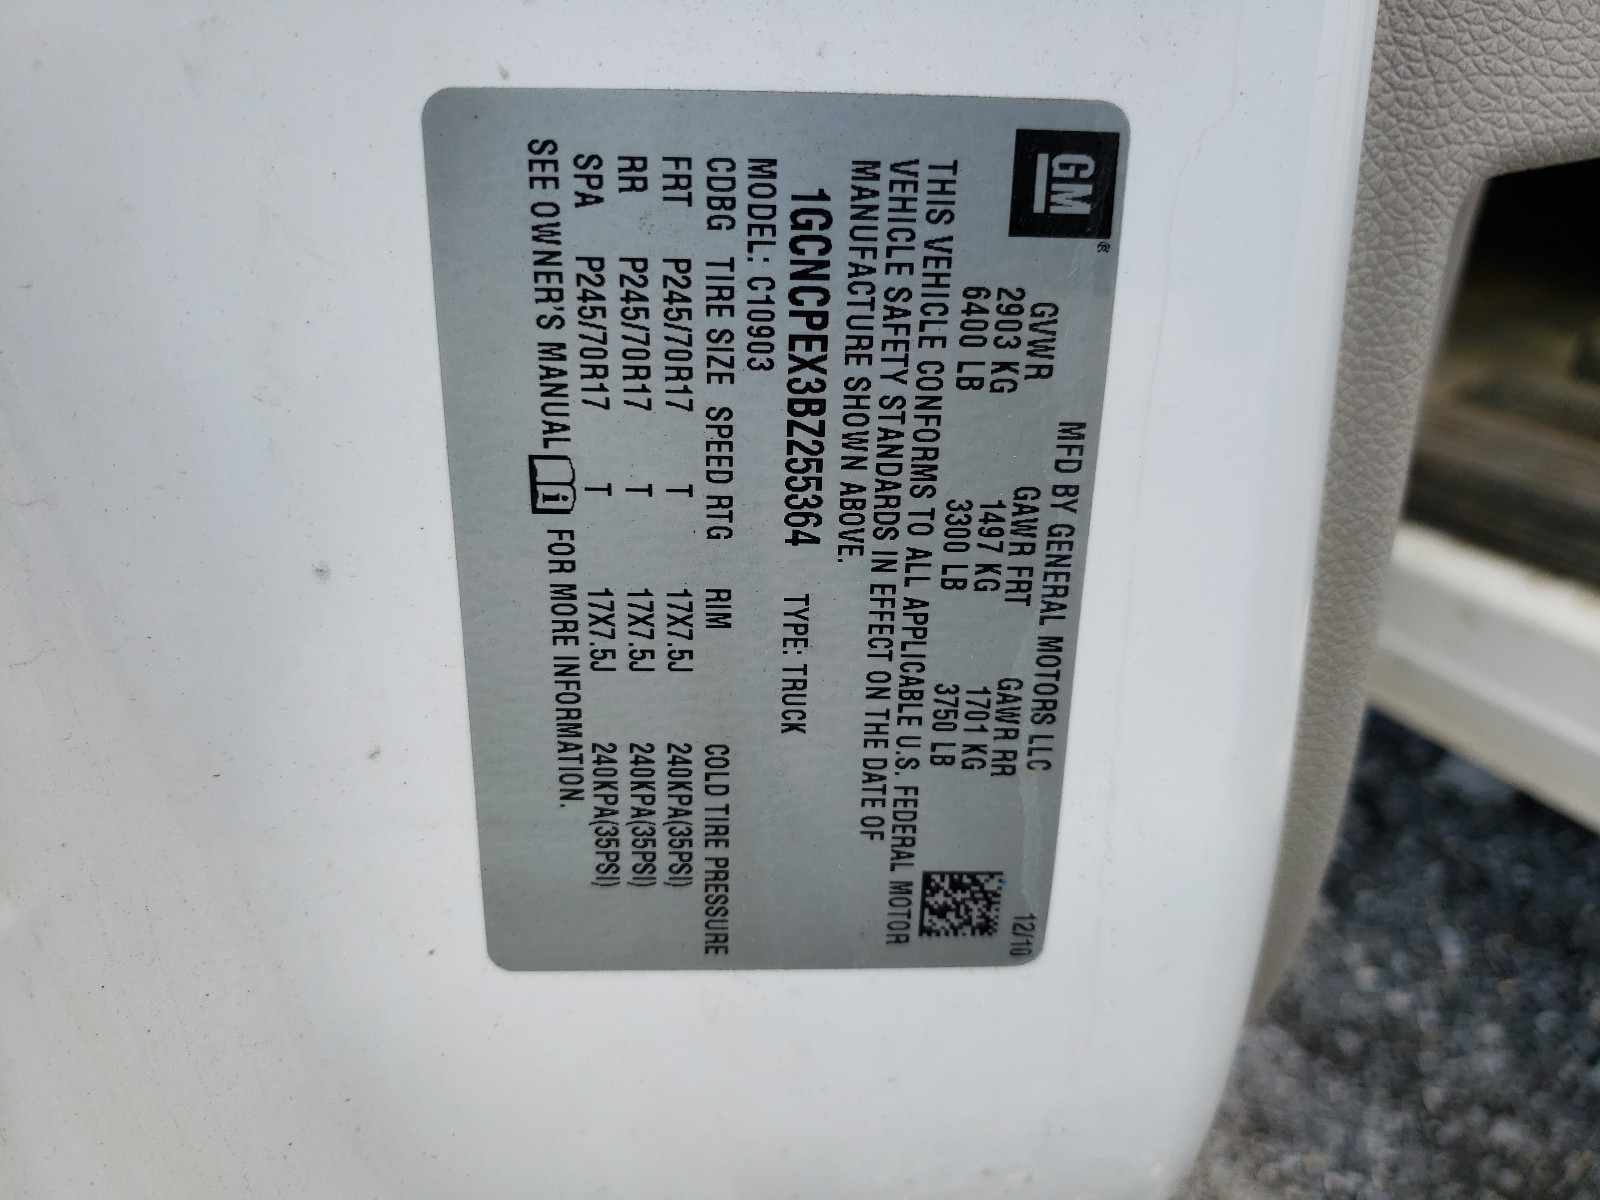 GM®
MFD BY GENERAL MOTORS LLC 12/10
GVWR GAWR FRT GAWR RR
2903 KG 1497 KG 1701 KG
6400 LB 3300 LB 3750 LB
THIS VEHICLE CONFORMS TO ALL APPLICABLE U.S. FEDERAL MOTOR
VEHICLE SAFETY STANDARDS IN EFFECT ON THE DATE OF
MANUFACTURE SHOWN ABOVE.
1GCNCPEX3BZ255364 TYPE: TRUCK
MODEL: C10903
CDBG TIRE SIZE SPEED RTG RIM COLD TIRE PRESSURE
FRT P245/70R17 T 17X7.5J 240KPA(35PSI)
RR P245/70R17 T 17X7.5J 240KPA(35PSI)
SPA P245/70R17 T 17X7.5J 240KPA(35PSI)
SEE OWNER'S MANUAL i FOR MORE INFORMATION.